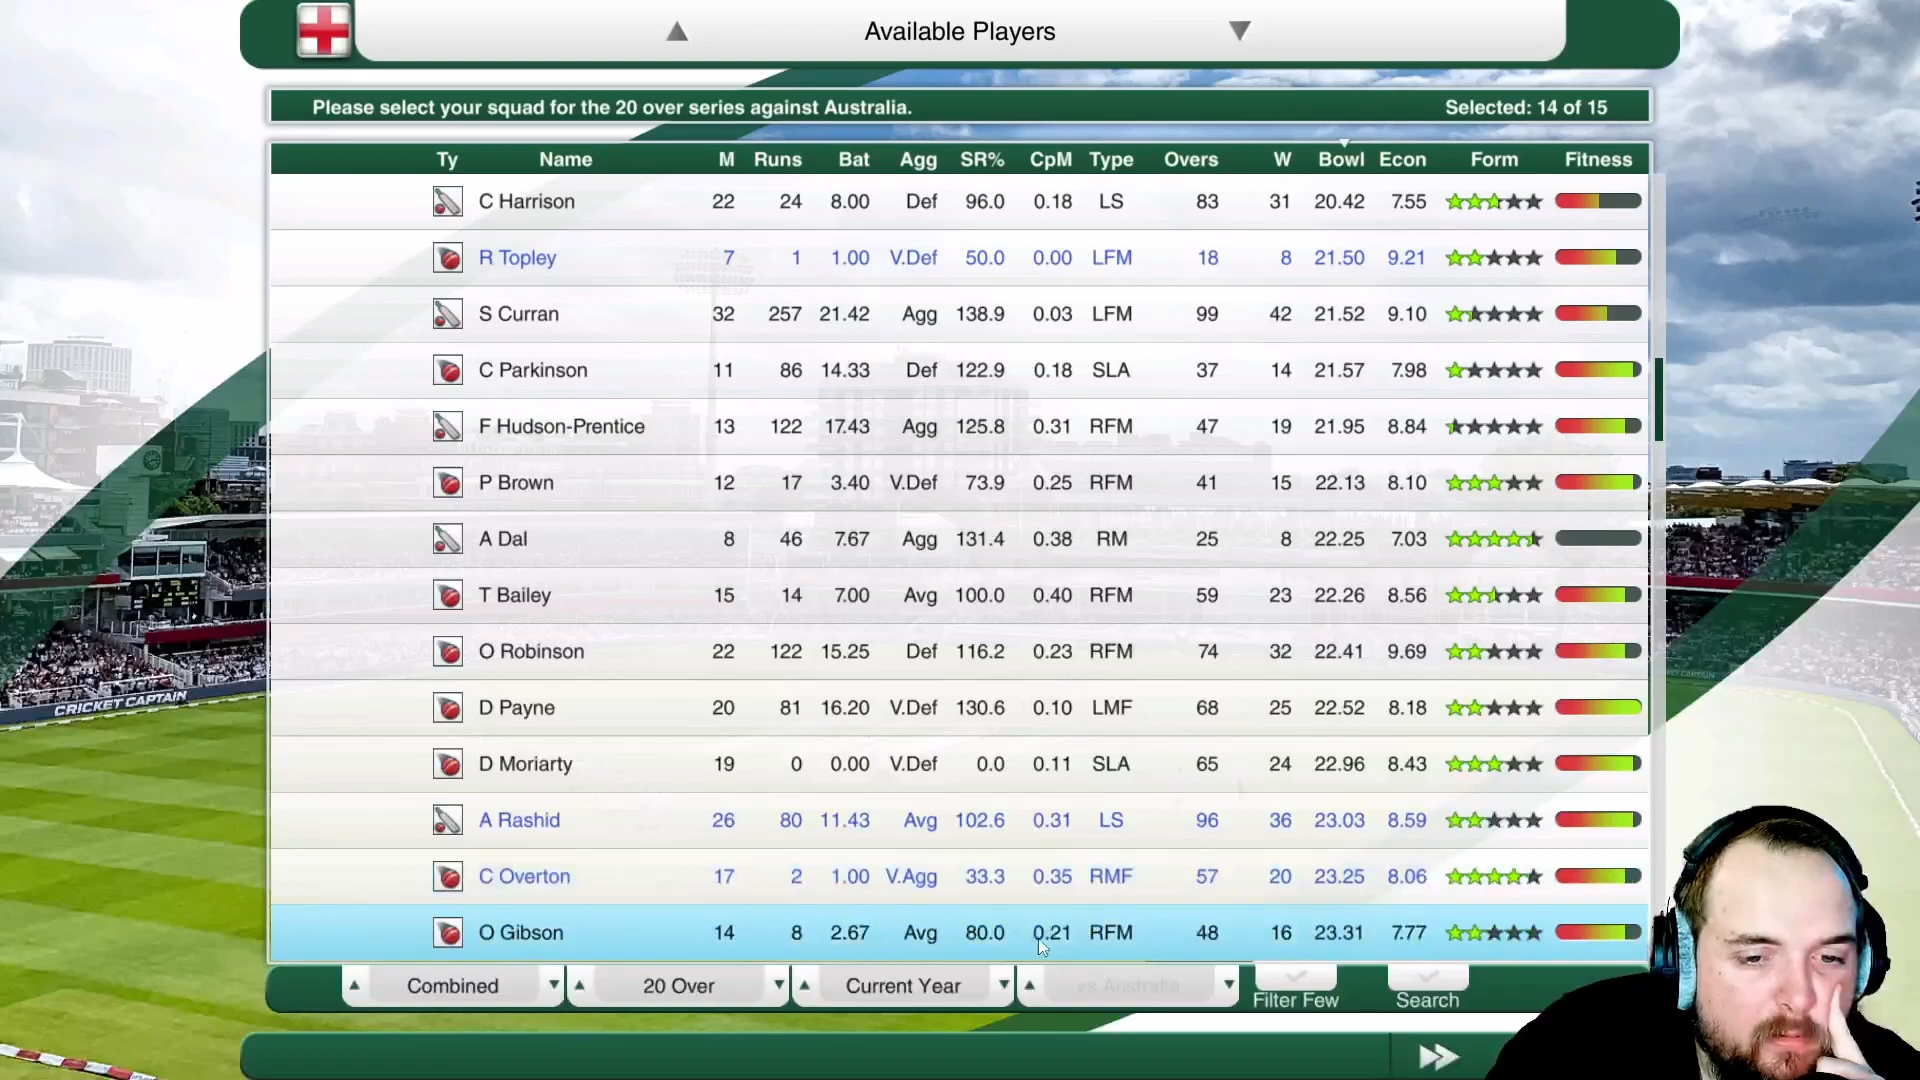 Available Players
Please select your squad for the 20 over series against Australia. Selected: 14 of 15
Ty Name M Runs Bat Agg SR% CpM Type Overs W Bowl Econ Form Fitness
C Harrison 22 24 8.00 Def 96.0 0.18 LS 83 31 20.42 7.55
R Topley 7 1 1.00 V.Def 50.0 0.00 LFM 18 8 21.50 9.21
S Curran 32 257 21.42 Agg 138.9 0.03 LFM 99 42 21.52 9.10
C Parkinson 11 86 14.33 Def 122.9 0.18 SLA 37 14 21.57 7.98
F Hudson-Prentice 13 122 17.43 Agg 125.8 0.31 RFM 47 19 21.95 8.84
P Brown 12 17 3.40 V.Def 73.9 0.25 RFM 41 15 22.13 8.10
A Dal 8 46 7.67 Agg 131.4 0.38 RM 25 8 22.25 7.03
T Bailey 15 14 7.00 Avg 100.0 0.40 RFM 59 23 22.26 8.56
O Robinson 22 122 15.25 Def 116.2 0.23 RFM 74 32 22.41 9.69
D Payne 20 81 16.20 V.Def 130.6 0.10 LMF 68 25 22.52 8.18
D Moriarty 19 0 0.00 V.Def 0.0 0.11 SLA 65 24 22.96 8.43
A Rashid 26 80 11.43 Avg 102.6 0.31 LS 96 36 23.03 8.59
C Overton 17 2 1.00 V.Agg 33.3 0.35 RMF 57 20 23.25 8.06
O Gibson 14 8 2.67 Avg 80.0 0.21 RFM 48 16 23.31 7.77
Combined 20 Over Current Year vs Australia Filter Few Search
CRICKET CAPTAIN